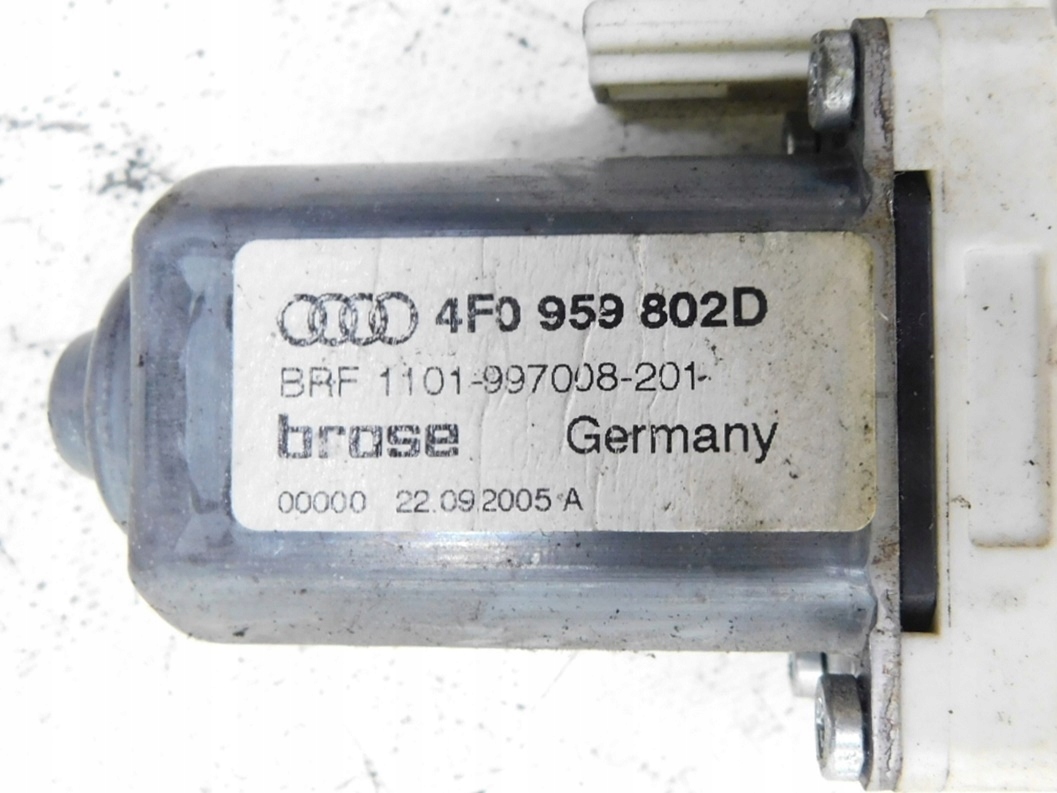 4F0 959 802D
BRF 1101-997008-201-
brose Germany
00000 22.09.2005 A